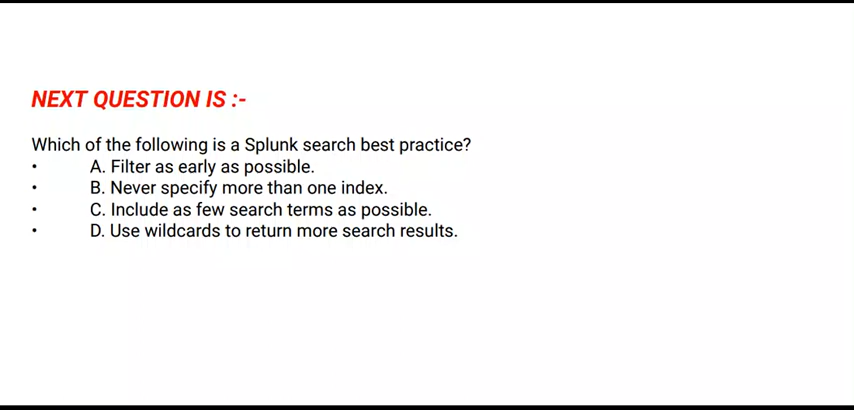 NEXT QUESTION IS :-
Which of the following is a Splunk search best practice?
• A. Filter as early as possible.
• B. Never specify more than one index.
• C. Include as few search terms as possible.
• D. Use wildcards to return more search results.